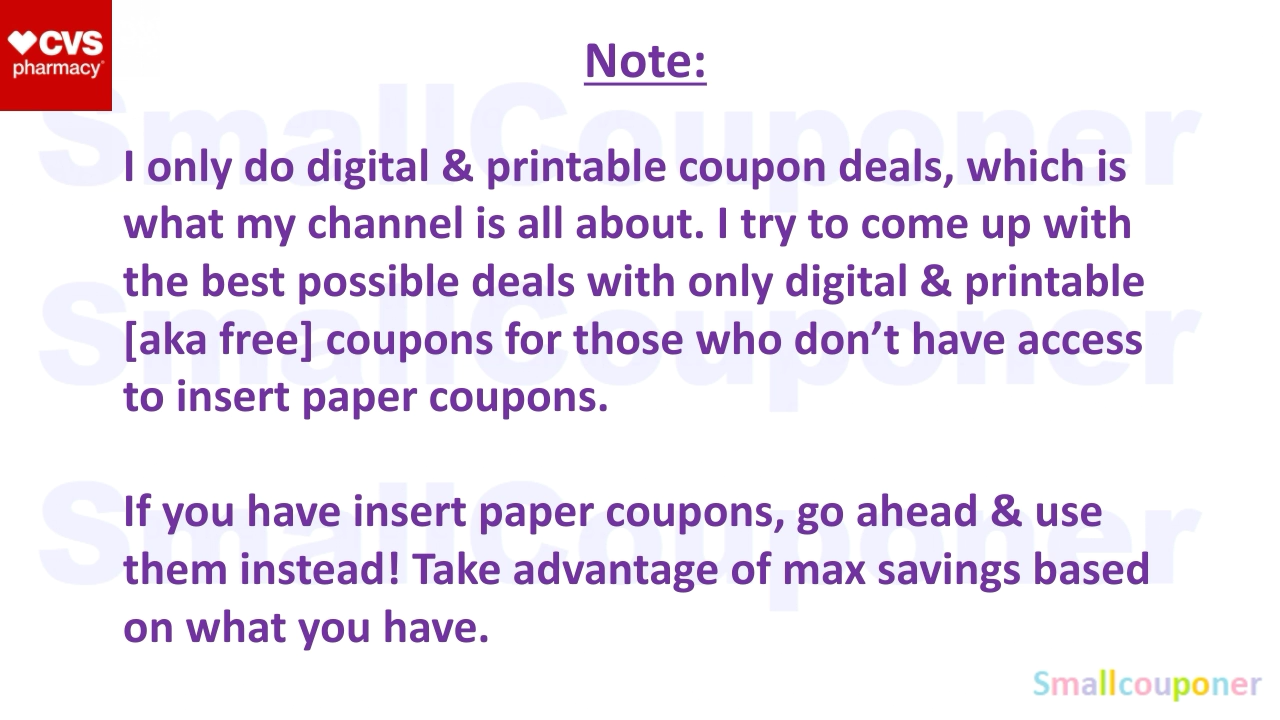 CVS
pharmacy
Note:
SmallCouponer
I only do digital & printable coupon deals, which is
what my channel is all about. I try to come up with
the best possible deals with only digital & printable
SmallCouponer
[aka free] coupons for those who don’t have access
to insert paper coupons.
If you have insert paper coupons, go ahead & use
SmallCouponer
them instead! Take advantage of max savings based
on what you have.
Smallcouponer